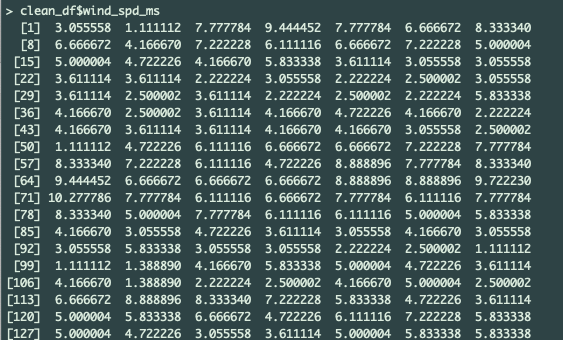 > clean_df$wind_spd_ms
[1] 3.055558 1.111112 7.777784 9.444452 7.777784 6.666672 8.333340
[8] 6.666672 4.166670 7.222228 6.111116 6.666672 7.222228 5.000004
[15] 5.000004 4.722226 4.166670 5.833338 3.611114 3.055558 3.055558
[22] 3.611114 3.611114 2.222224 3.055558 2.222224 2.500002 3.055558
[29] 3.611114 2.500002 3.611114 2.222224 2.500002 2.222224 5.833338
[36] 4.166670 2.500002 3.611114 4.166670 4.722226 4.166670 2.222224
[43] 4.166670 3.611114 3.611114 4.166670 4.166670 3.055558 2.500002
[50] 1.111112 4.722226 6.111116 6.666672 6.111116 7.222228 7.777784
[57] 8.333340 7.222228 6.111116 4.722226 8.888896 7.777784 8.333340
[64] 9.444452 6.666672 6.666672 6.666672 8.888896 8.888896 9.722230
[71] 10.277786 7.777784 6.111116 6.666672 7.777784 6.111116 7.777784
[78] 8.333340 5.000004 7.777784 6.111116 6.111116 5.000004 5.833338
[85] 4.166670 3.055558 4.722226 3.611114 3.055558 4.166670 3.055558
[92] 3.055558 5.833338 3.055558 3.055558 2.222224 2.500002 1.111112
[99] 1.111112 1.388890 4.166670 5.833338 5.000004 4.722226 3.611114
[106] 4.166670 1.388890 2.222224 2.500002 4.166670 5.000004 2.500002
[113] 6.666672 8.888896 8.333340 7.222228 5.833338 4.722226 3.611114
[120] 5.000004 5.833338 6.666672 4.722226 6.111116 7.222228 5.833338
[127] 5.000004 4.722226 3.055558 3.611114 5.000004 5.833338 5.833338